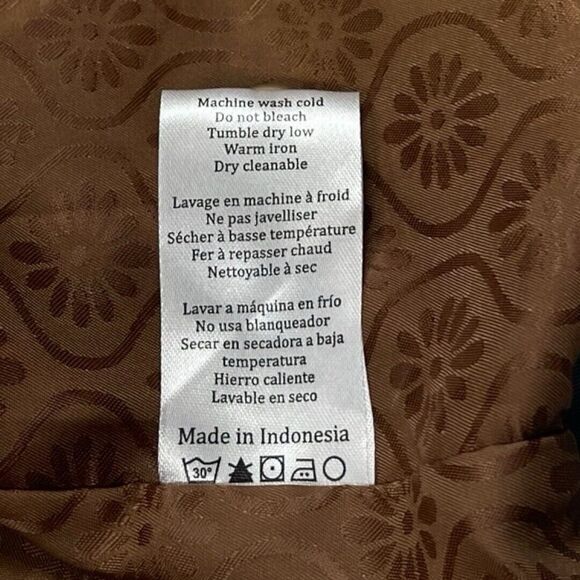 Machine wash cold
Do not bleach
Tumble dry low
Warm iron
Dry cleanable
Lavage en machine à froid
Ne pas javelliser
Sécher à basse température
Fer à repasser chaud
Nettoyable à sec
Lavar a máquina en frío
No usa blanqueador
Secar en secadora a baja
temperatura
Hierro caliente
Lavable en seco
Made in Indonesia
30°